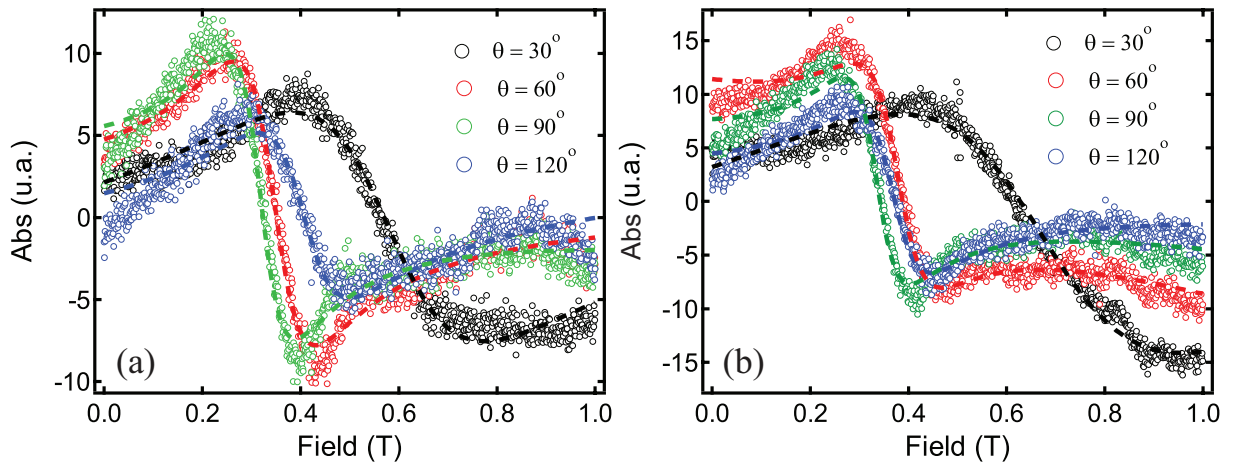 10
5
0
-5
-10
Abs (u.a.)
0.0 0.2 0.4 0.6 0.8 1.0
Field (T)
(a)
θ = 30°
θ = 60°
θ = 90°
θ = 120°
15
10
5
0
-5
-10
-15
Abs (u.a.)
0.0 0.2 0.4 0.6 0.8 1.0
Field (T)
(b)
θ = 30°
θ = 60°
θ = 90°
θ = 120°